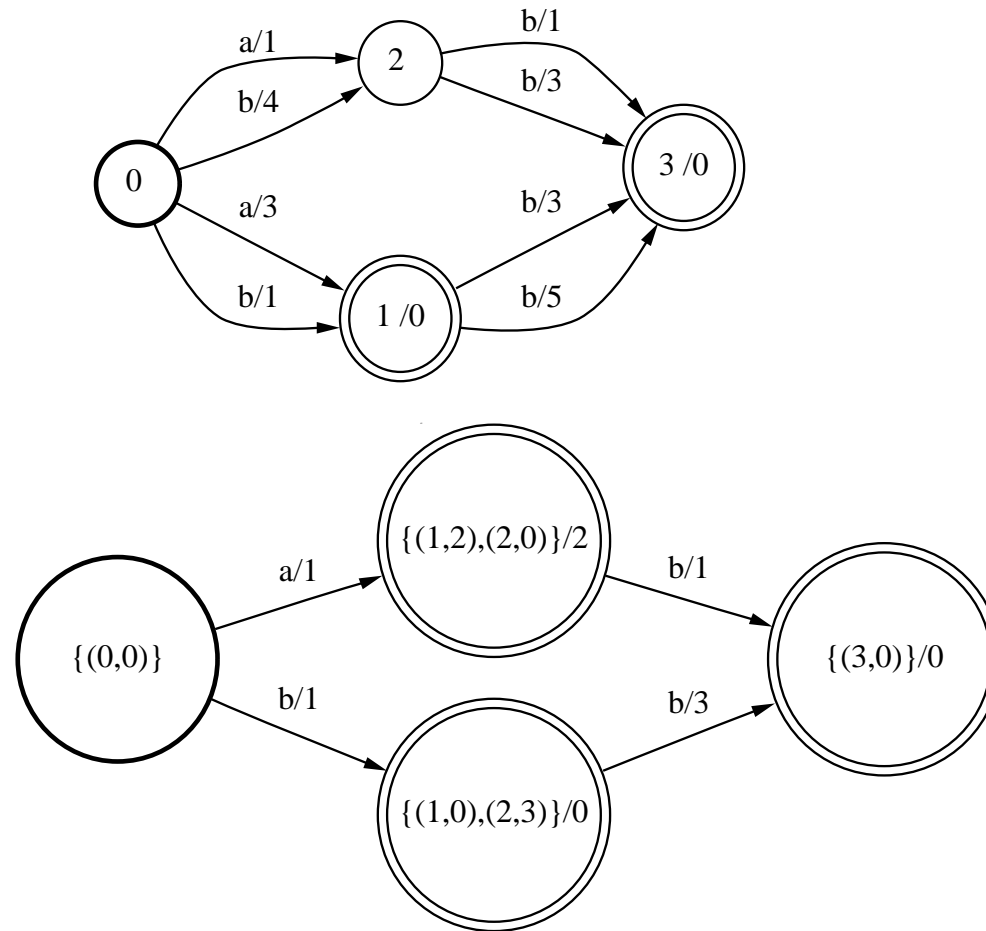 a/1
b/1
2
b/3
b/4
0
3 /0
a/3
b/3
b/1
b/5
1 /0
{(1,2),(2,0)}/2
a/1
b/1
{(0,0)}
{(3,0)}/0
b/1
b/3
{(1,0),(2,3)}/0